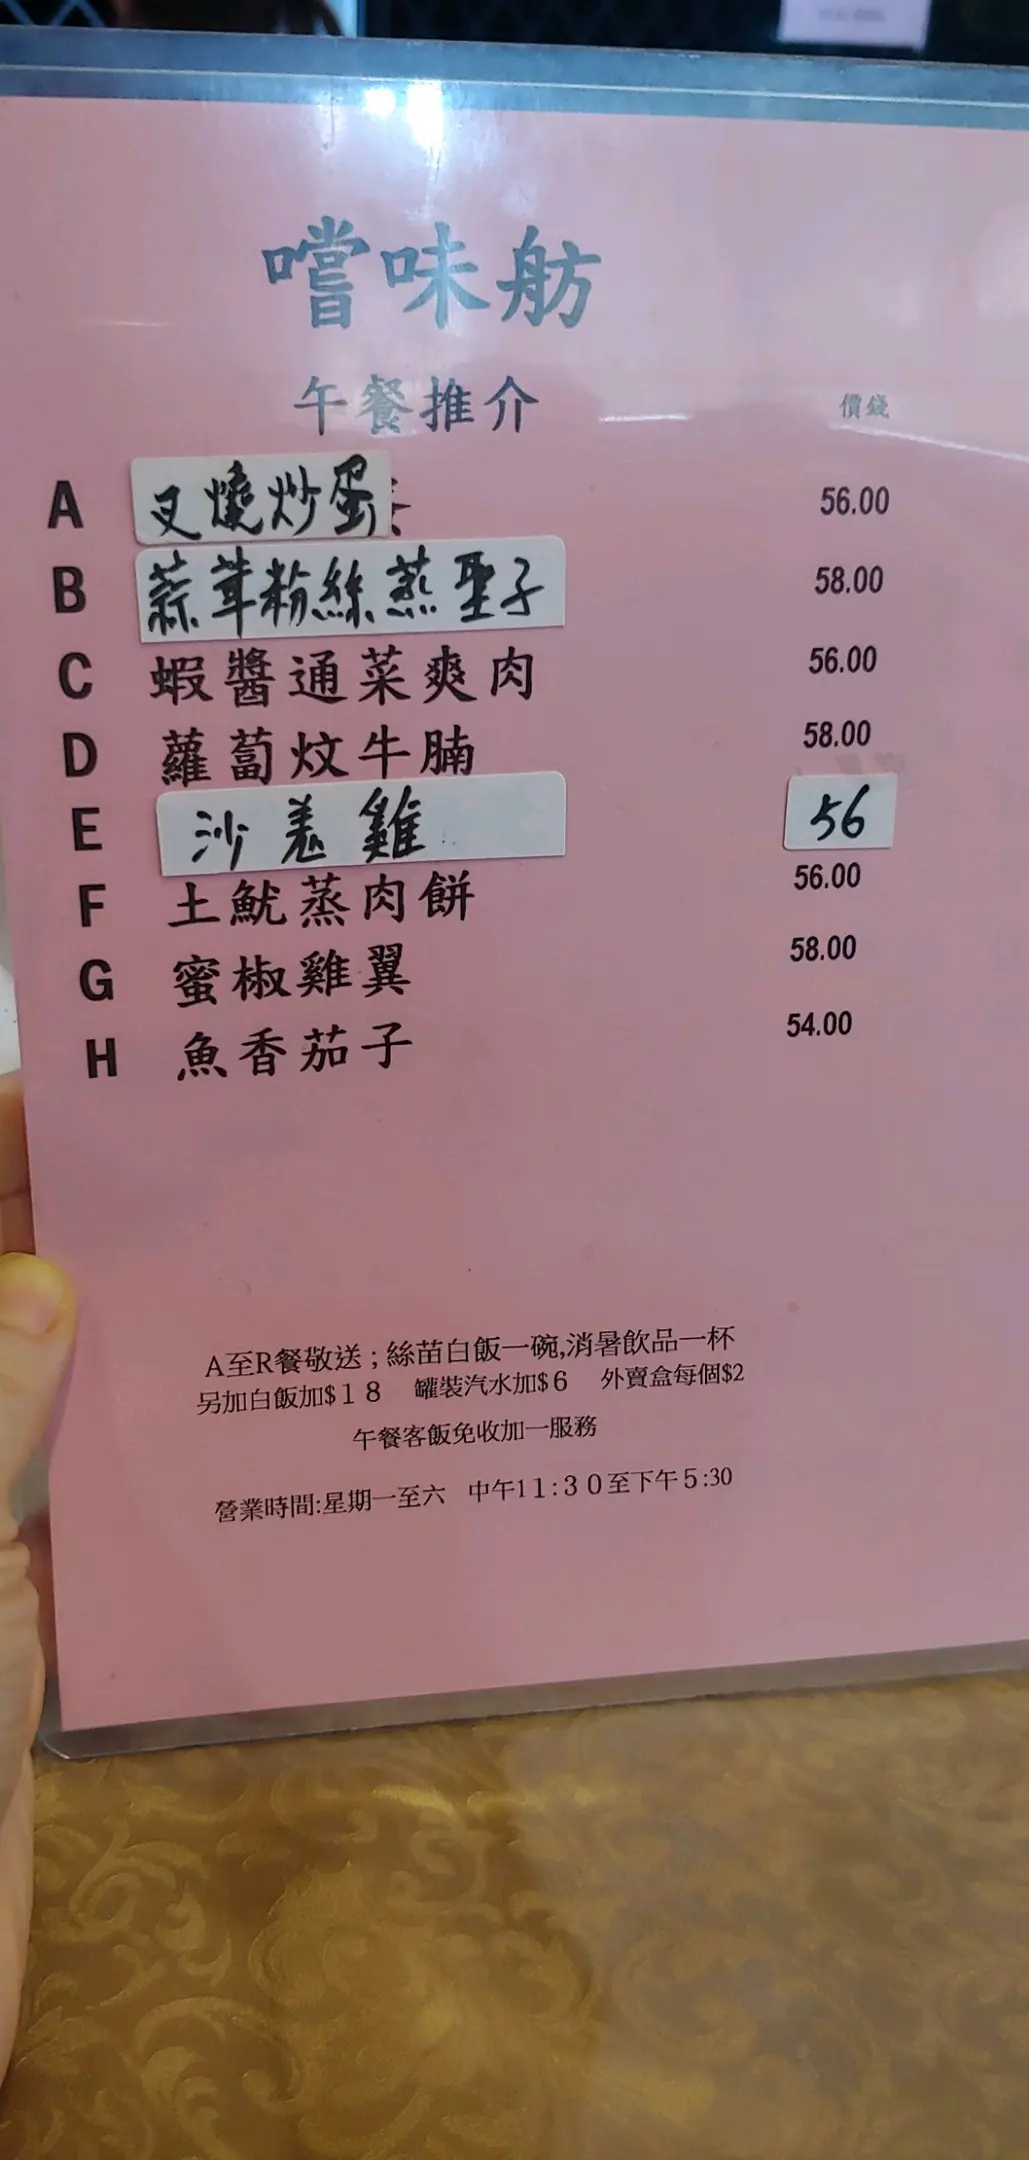 嚐味舫
午餐推介 價錢
A 叉燒炒蛋 56.00
B 蒜茸粉絲蒸聖子 58.00
C 蝦醬通菜爽肉 56.00
D 蘿蔔炆牛腩 58.00
E 沙羌雞 56
F 土魷蒸肉餅 56.00
G 蜜椒雞翼 58.00
H 魚香茄子 54.00
A至R餐敬送;絲苗白飯一碗,消暑飲品一杯
另加白飯加$18 罐裝汽水加$6 外賣盒每個$2
午餐客飯免收加一服務
營業時間:星期一至六 中午11:30至下午5:30